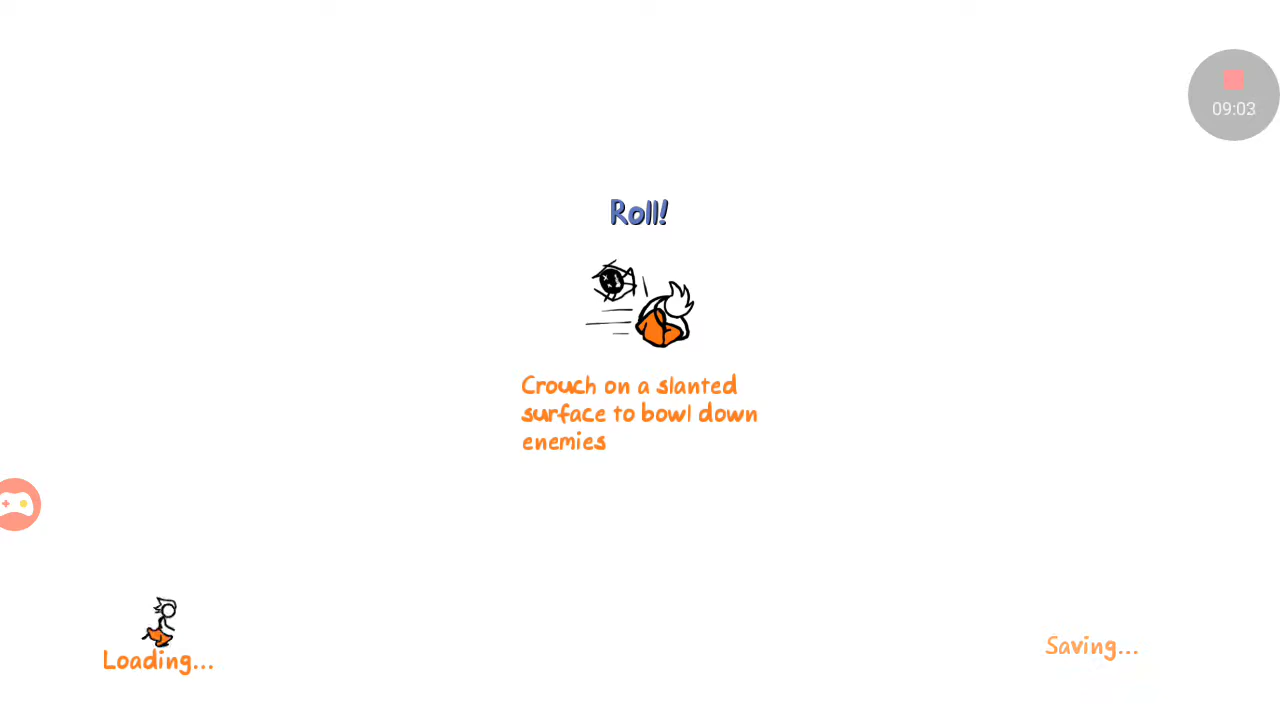 09:03
Roll!
Crouch on a slanted
surface to bowl down
enemies
Loading...
Saving...